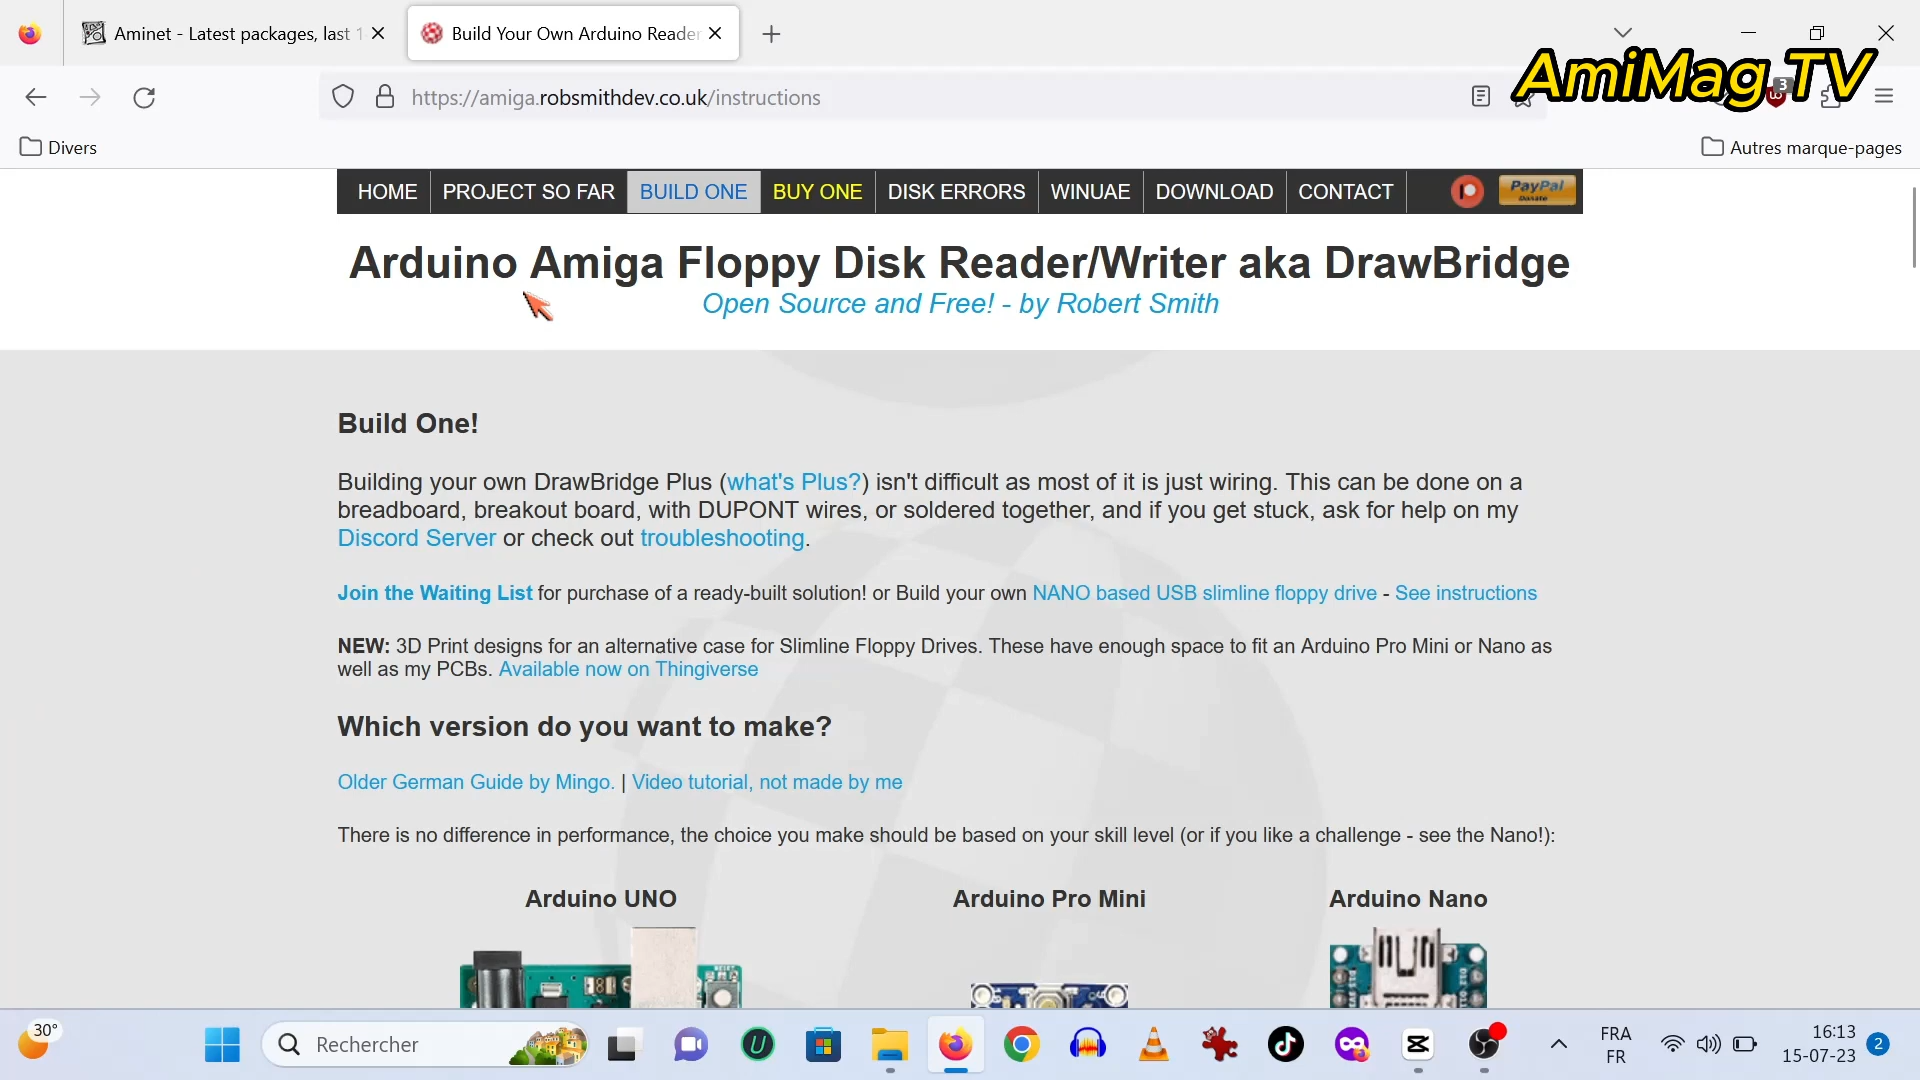 Aminet - Latest packages, last 1
Build Your Own Arduino Reader
AmiMag TV
https://amiga.robsmithdev.co.uk/instructions
3
Divers
Autres marque-pages
HOME
PROJECT SO FAR
BUILD ONE
BUY ONE
DISK ERRORS
WINUAE
DOWNLOAD
CONTACT
PayPal
Donate
Arduino Amiga Floppy Disk Reader/Writer aka DrawBridge
Open Source and Free! - by Robert Smith
Build One!
Building your own DrawBridge Plus (what's Plus?) isn't difficult as most of it is just wiring. This can be done on a
breadboard, breakout board, with DUPONT wires, or soldered together, and if you get stuck, ask for help on my
Discord Server or check out troubleshooting.
Join the Waiting List for purchase of a ready-built solution! or Build your own NANO based USB slimline floppy drive - See instructions
NEW: 3D Print designs for an alternative case for Slimline Floppy Drives. These have enough space to fit an Arduino Pro Mini or Nano as
well as my PCBs. Available now on Thingiverse
Which version do you want to make?
Older German Guide by Mingo. | Video tutorial, not made by me
There is no difference in performance, the choice you make should be based on your skill level (or if you like a challenge - see the Nano!):
Arduino UNO
Arduino Pro Mini
Arduino Nano
RESET
30°
Rechercher
FRA
FR
16:13
15-07-23
2